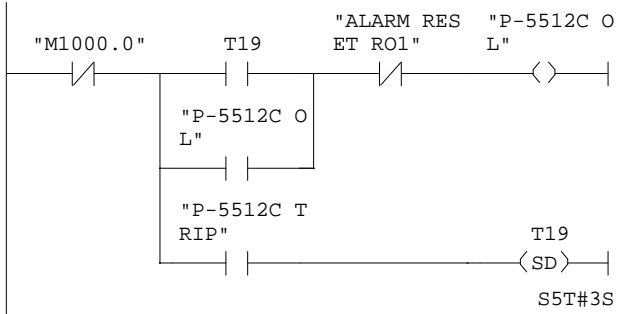 "ALARM RES "P-5512C O
"M1000.0" T19 ET RO1" L"
"P-5512C O
L"
"P-5512C T
RIP" T19
SD
S5T#3S